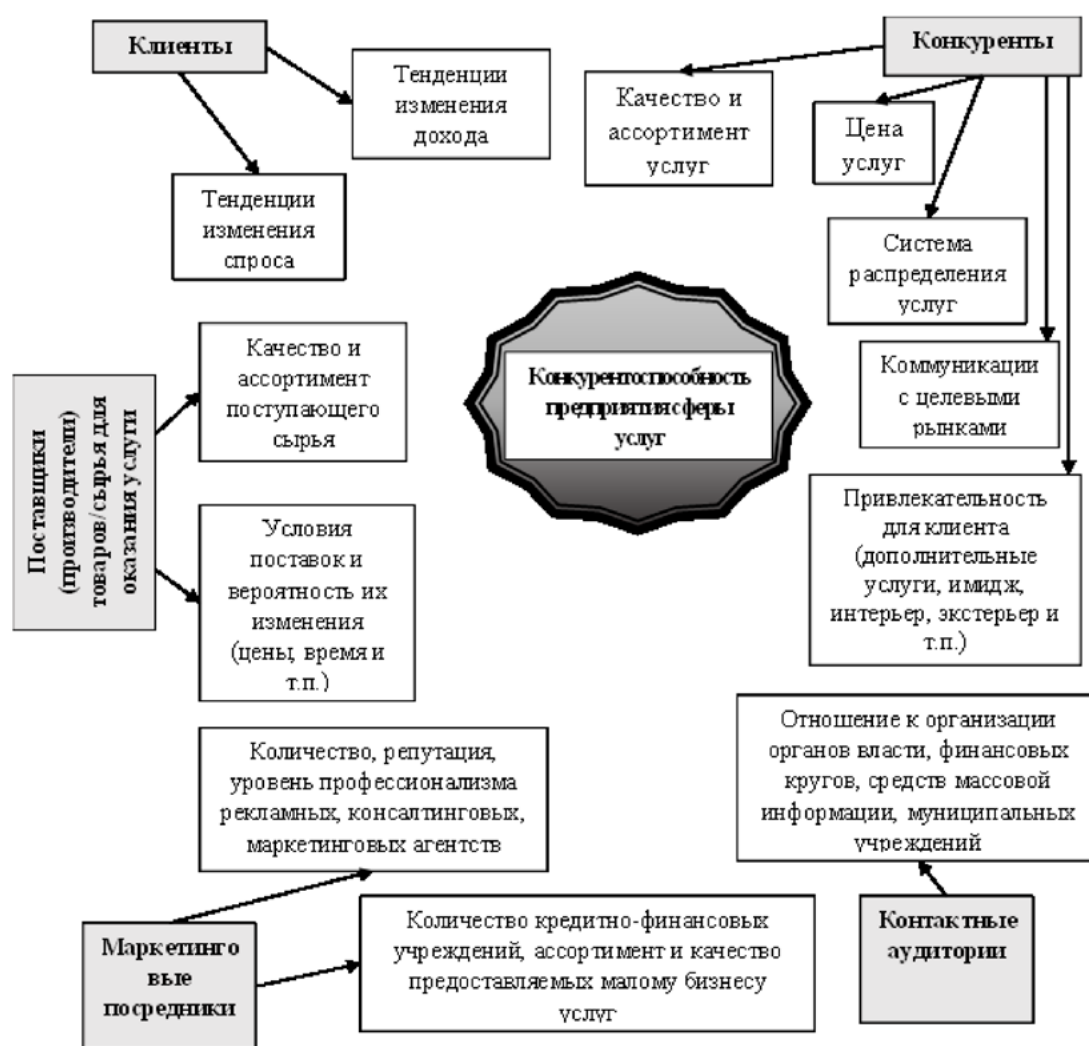 Клиенты
Тенденции
изменения
дохода
Тенденции
изменения
спроса
Конкуренты
Качество и
ассортимент
услуг
Цена
услуг
Система
распределения
услуг
Коммуникации
с целевыми
рынками
Привлекательность
для клиента
(дополнительные
услуги, имидж,
интерьер, экстерьер и
т.п.)
Конкурентоспособность
предприятия сферы
услуг
Поставщики
(производители)
товаров/сырья для
оказания услуги
Качество и
ассортимент
поступающего
сырья
Условия
поставок и
вероятность их
изменения
(цены, время и
т.п.)
Количество, репутация,
уровень профессионализма
рекламных, консалтинговых,
маркетинговых агентств
Маркетинго
вые
посредники
Количество кредитно-финансовых
учреждений, ассортимент и качество
предоставляемых малому бизнесу
услуг
Отношение к организации
органов власти, финансовых
кругов, средств массовой
информации, муниципальных
учреждений
Контактные
аудитории